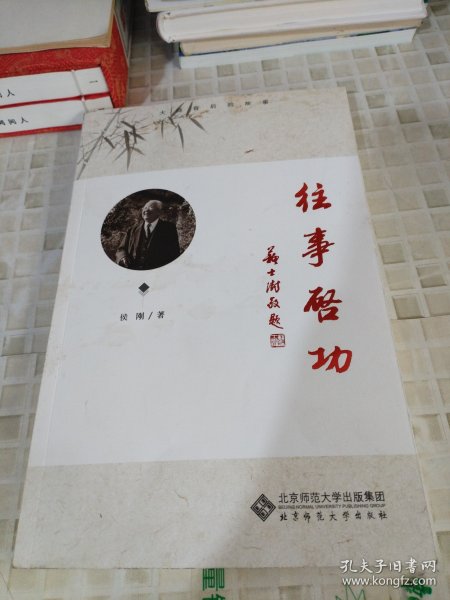 往事启功
苏士澍敬题
侯刚/著
北京师范大学出版集团
BEIJING NORMAL UNIVERSITY PUBLISHING GROUP
北京师范大学出版社
孔夫子旧书网
www.kongfz.com